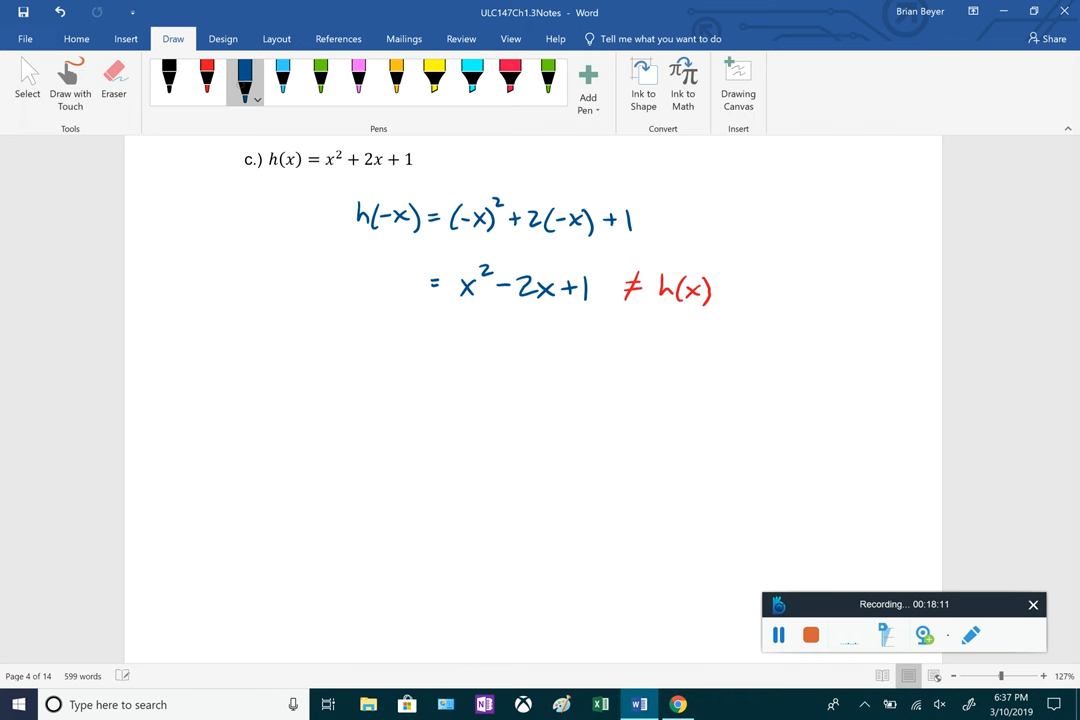 ULC147Ch1.3Notes - Word
Brian Beyer
File Home Insert Draw Design Layout References Mailings Review View Help Tell me what you want to do Share
Select Draw with Touch Eraser
Add Pen
Ink to Shape Ink to Math
Drawing Canvas
Tools Pens Convert Insert
c.) h(x) = x² + 2x + 1
h(-x) = (-x)² + 2(-x) + 1
= x² - 2x + 1 ≠ h(x)
Recording... 00:18:11
Page 4 of 14 599 words
127%
Type here to search
6:37 PM
3/10/2019